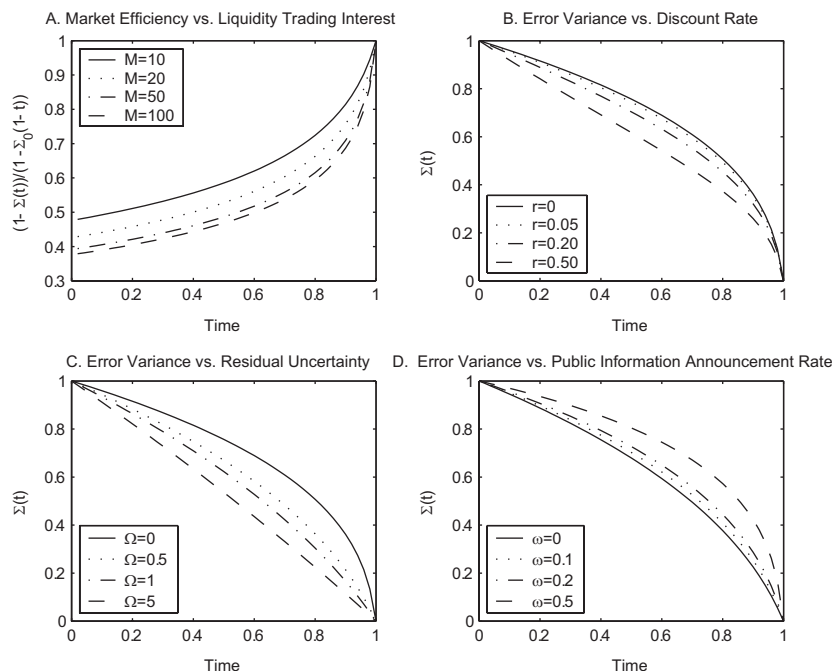 A. Market Efficiency vs. Liquidity Trading Interest
1
0.9
0.8
0.7
0.6
0.5
0.4
0.3
(1- Σ(t))/(1-Σ0(1- t))
M=10
M=20
M=50
M=100
0
0.2
0.4
0.6
0.8
1
Time
B. Error Variance vs. Discount Rate
1
0.8
0.6
0.4
0.2
0
Σ(t)
r=0
r=0.05
r=0.20
r=0.50
0
0.2
0.4
0.6
0.8
1
Time
C. Error Variance vs. Residual Uncertainty
1
0.8
0.6
0.4
0.2
0
Σ(t)
Ω=0
Ω=0.5
Ω=1
Ω=5
0
0.2
0.4
0.6
0.8
1
Time
D. Error Variance vs. Public Information Announcement Rate
1
0.8
0.6
0.4
0.2
0
Σ(t)
ω=0
ω=0.1
ω=0.2
ω=0.5
0
0.2
0.4
0.6
0.8
1
Time